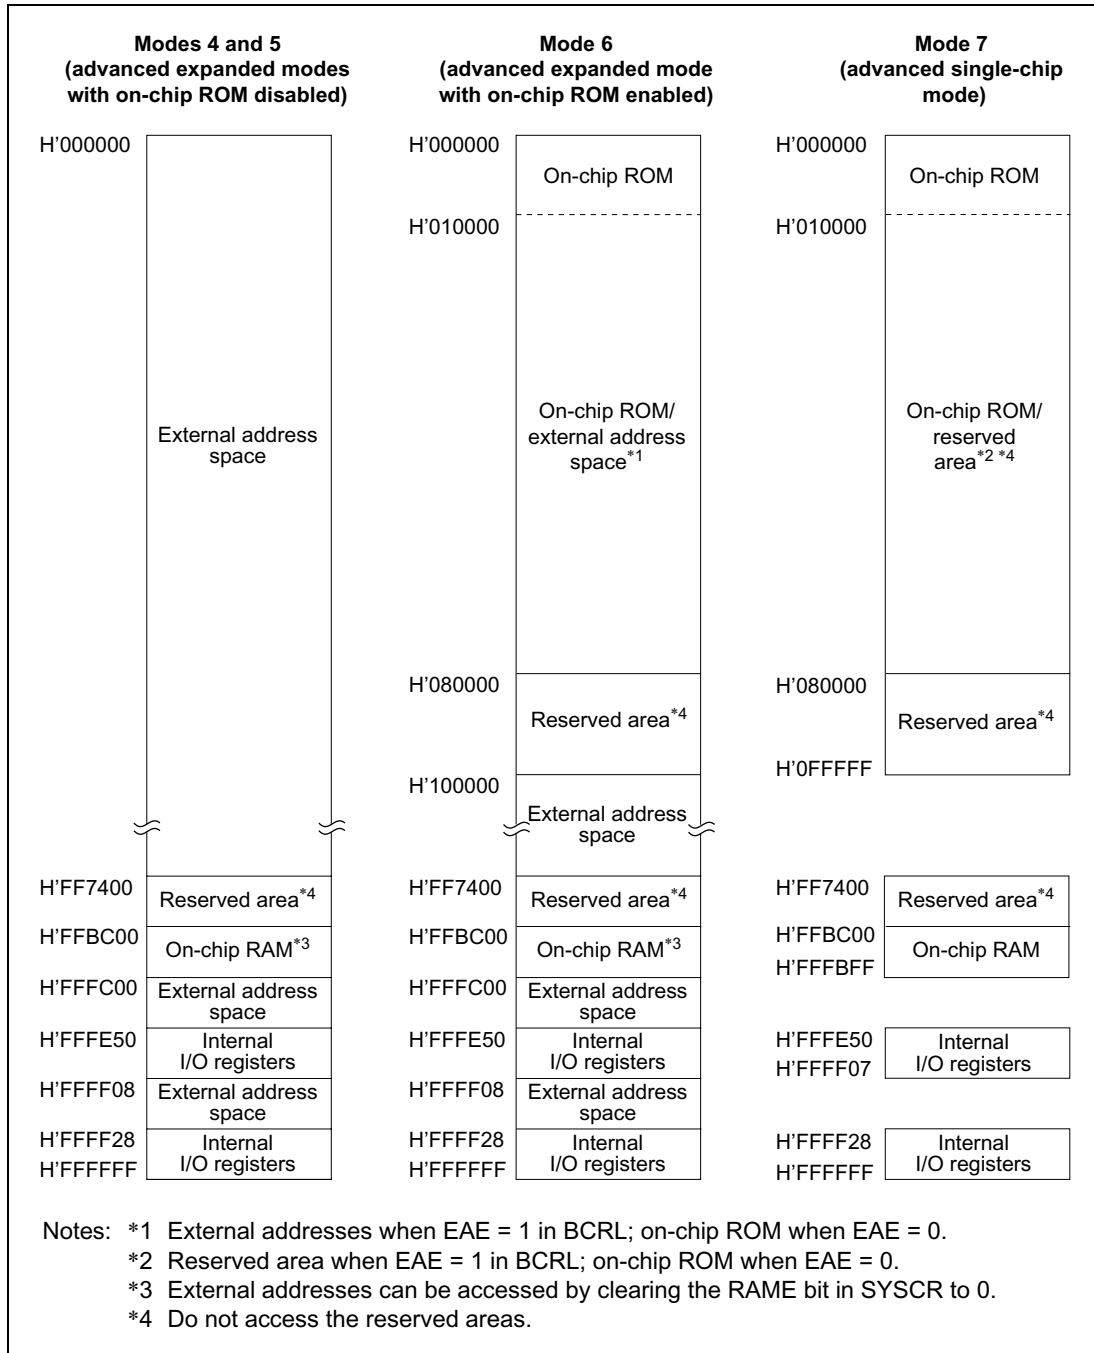 Modes 4 and 5
(advanced expanded modes
with on-chip ROM disabled)
H'000000
External address
space
H'FF7400
Reserved area*4
H'FFBC00
On-chip RAM*3
H'FFFC00
External address
space
H'FFFE50
Internal
I/O registers
H'FFFF08
External address
space
H'FFFF28
Internal
I/O registers
H'FFFFFF
Mode 6
(advanced expanded mode
with on-chip ROM enabled)
H'000000
On-chip ROM
H'010000
On-chip ROM/
external address
space*1
H'080000
Reserved area*4
H'100000
External address
space
H'FF7400
Reserved area*4
H'FFBC00
On-chip RAM*3
H'FFFC00
External address
space
H'FFFE50
Internal
I/O registers
H'FFFF08
External address
space
H'FFFF28
Internal
I/O registers
H'FFFFFF
Mode 7
(advanced single-chip
mode)
H'000000
On-chip ROM
H'010000
On-chip ROM/
reserved
area*2 *4
H'080000
Reserved area*4
H'0FFFFF
H'FF7400
Reserved area*4
H'FFBC00
On-chip RAM
H'FFFBFF
H'FFFE50
Internal
I/O registers
H'FFFF07
H'FFFF28
Internal
I/O registers
H'FFFFFF
Notes: *1 External addresses when EAE = 1 in BCRL; on-chip ROM when EAE = 0.
*2 Reserved area when EAE = 1 in BCRL; on-chip ROM when EAE = 0.
*3 External addresses can be accessed by clearing the RAME bit in SYSCR to 0.
*4 Do not access the reserved areas.